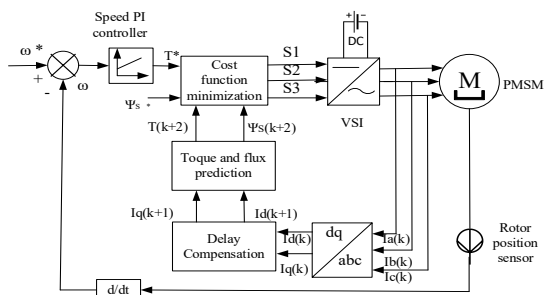 Speed PI
controller
DC
ω*
T*
S1
S2
S3
Cost
function
minimization
+
-
ω
Ψs *
M
PMSM
VSI
T(k+2)
Ψs(k+2)
Toque and flux
prediction
Iq(k+1)
Id(k+1)
Delay
Compensation
Id(k)
Iq(k)
dq
abc
Ia(k)
Ib(k)
Ic(k)
Rotor
position
sensor
d/dt